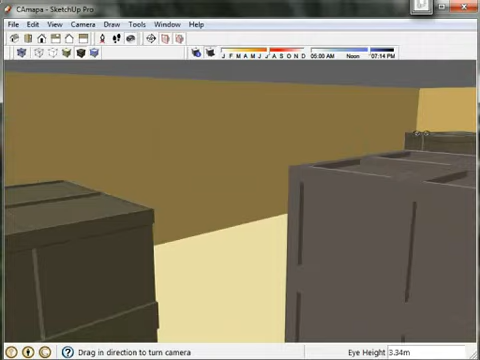 CAmapa - SketchUp Pro
File Edit View Camera Draw Tools Window Help
J F M A M J J A S O N D 05:00 AM Noon 07:14 PM
Drag in direction to turn camera Eye Height 3.34m